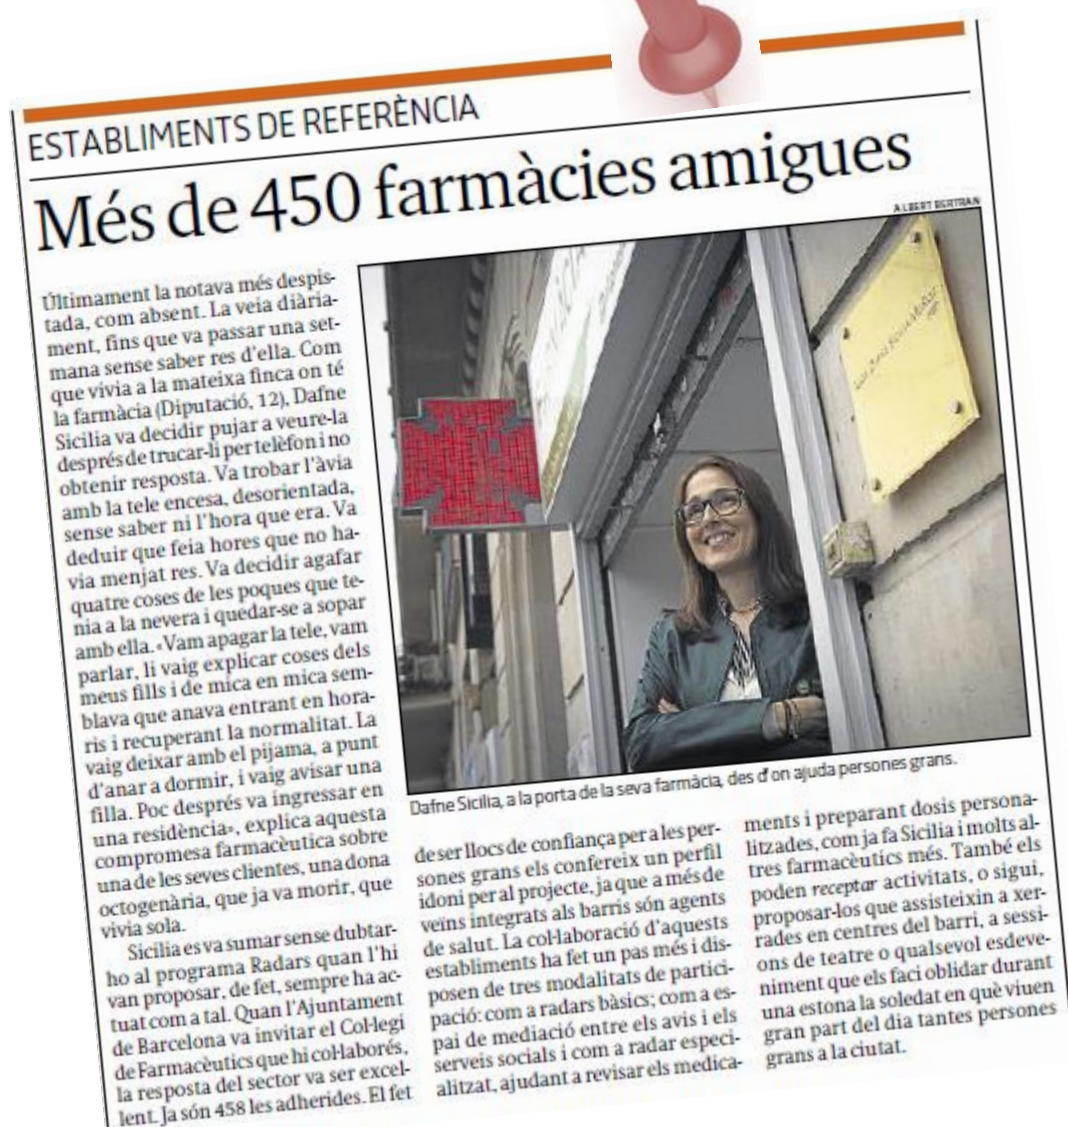 ESTABLIMENTS DE REFERÈNCIA
Més de 450 farmàcies amigues
ALBERT BERTRAN
Últimament la notava més despis-
tada, com absent. La veia diària-
ment, fins que va passar una set-
mana sense saber res d'ella. Com
que vivia a la mateixa finca on té
la farmàcia (Diputació, 12), Dafne
Sicilia va decidir pujar a veure-la
després de trucar-li per telèfon i no
obtenir resposta. Va trobar l'àvia
amb la tele encesa, desorientada,
sense saber ni l'hora que era. Va
deduir que feia hores que no ha-
via menjat res. Va decidir agafar
quatre coses de les poques que te-
nia a la nevera i quedar-se a sopar
amb ella. «Vam apagar la tele, vam
parlar, li vaig explicar coses dels
meus fills i de mica en mica sem-
blava que anava entrant en hora-
ris i recuperant la normalitat. La
vaig deixar amb el pijama, a punt
d'anar a dormir, i vaig avisar una
filla. Poc després va ingressar en
una residència», explica aquesta
compromesa farmacèutica sobre
una de les seves clientes, una dona
octogenària, que ja va morir, que
vivia sola.
Sicilia es va sumar sense dubtar-
ho al programa Radars quan l'hi
van proposar, de fet, sempre ha ac-
tuat com a tal. Quan l'Ajuntament
de Barcelona va invitar el Col·legi
de Farmacèutics que hi col·laborés,
la resposta del sector va ser excel-
lent. Ja són 458 les adherides. El fet
Dafne Sicilia, a la porta de la seva farmàcia, des d'on ajuda persones grans.
de ser llocs de confiança per a les per-
sones grans els confereix un perfil
idoni per al projecte, ja que a més de
veïns integrats als barris són agents
de salut. La col·laboració d'aquests
establiments ha fet un pas més i dis-
posen de tres modalitats de partici-
pació: com a radars bàsics; com a es-
pai de mediació entre els avis i els
serveis socials i com a radar especi-
alitzat, ajudant a revisar els medica-
ments i preparant dosis persona-
litzades, com ja fa Sicilia i molts al-
tres farmacèutics més. També els
poden receptar activitats, o sigui,
proposar-los que assisteixin a xer-
rades en centres del barri, a sessi-
ons de teatre o qualsevol esdeve-
niment que els faci oblidar durant
una estona la soledat en què viuen
gran part del dia tantes persones
grans a la ciutat.